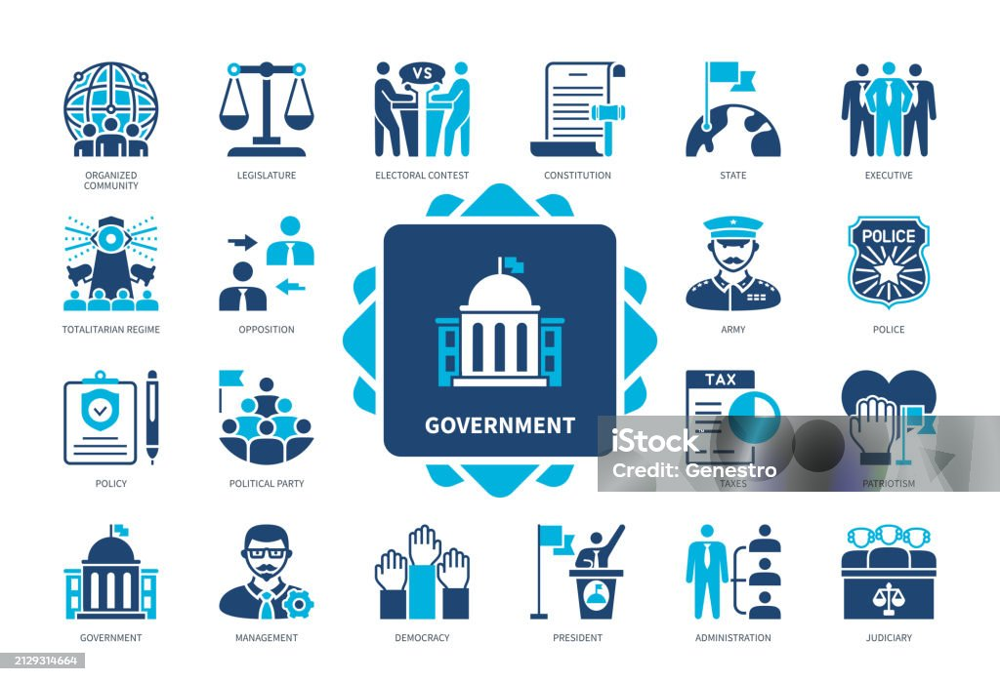 VS
ORGANIZED
COMMUNITY
LEGISLATURE
ELECTORAL CONTEST
CONSTITUTION
STATE
EXECUTIVE
POLICE
TOTALITARIAN REGIME
OPPOSITION
ARMY
POLICE
GOVERNMENT
TAX
iStock
Credit: Genestro
POLICY
POLITICAL PARTY
TAXES
PATRIOTISM
GOVERNMENT
MANAGEMENT
DEMOCRACY
PRESIDENT
ADMINISTRATION
JUDICIARY
2129314664